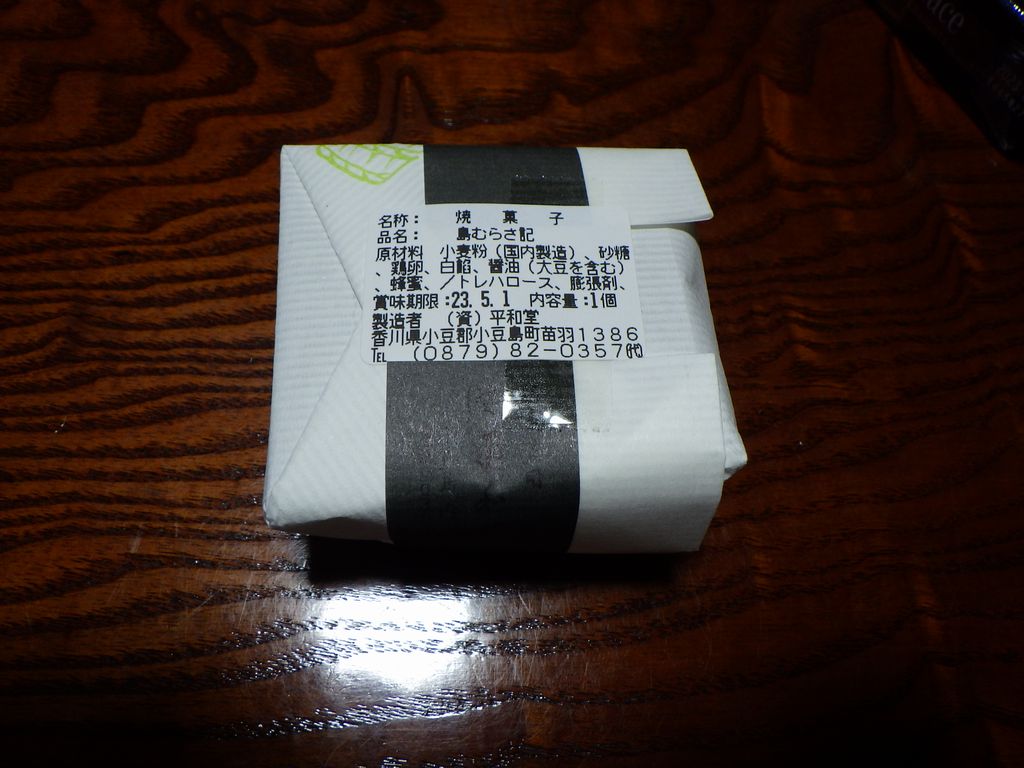 名称： 焼 菓 子
品名： 島むらさ記
原材料 小麦粉（国内製造）、砂糖
、鶏卵、白餡、醤油（大豆を含む）
、蜂蜜、／トレハロース、膨張剤、
賞味期限：23. 5. 1 内容量：1個
製造者 （資）平和堂
香川県小豆郡小豆島町苗羽1386
TEL (0879) 82-0357㈹
ace